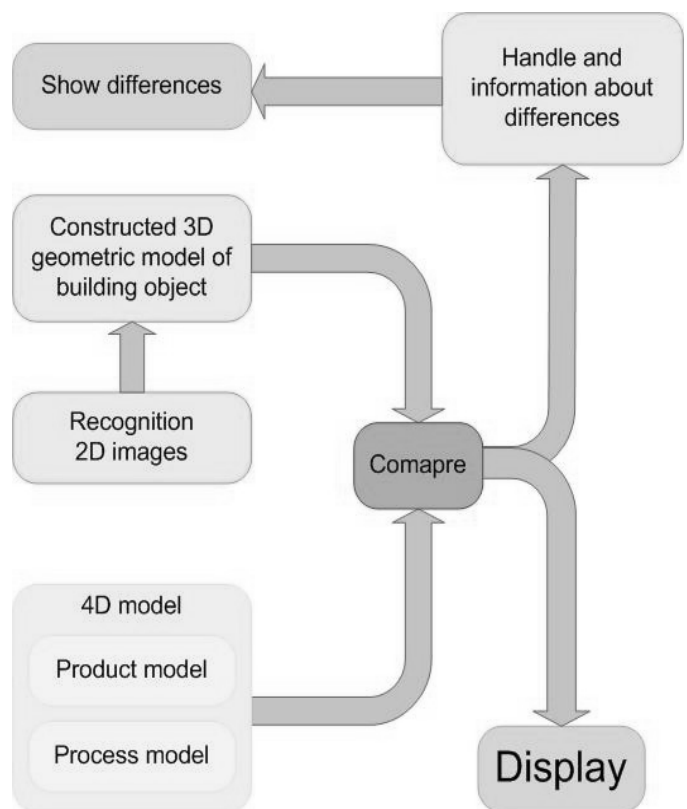 Show differences
Handle and
information about
differences
Constructed 3D
geometric model of
building object
Recognition
2D images
Comapre
4D model
Product model
Process model
Display